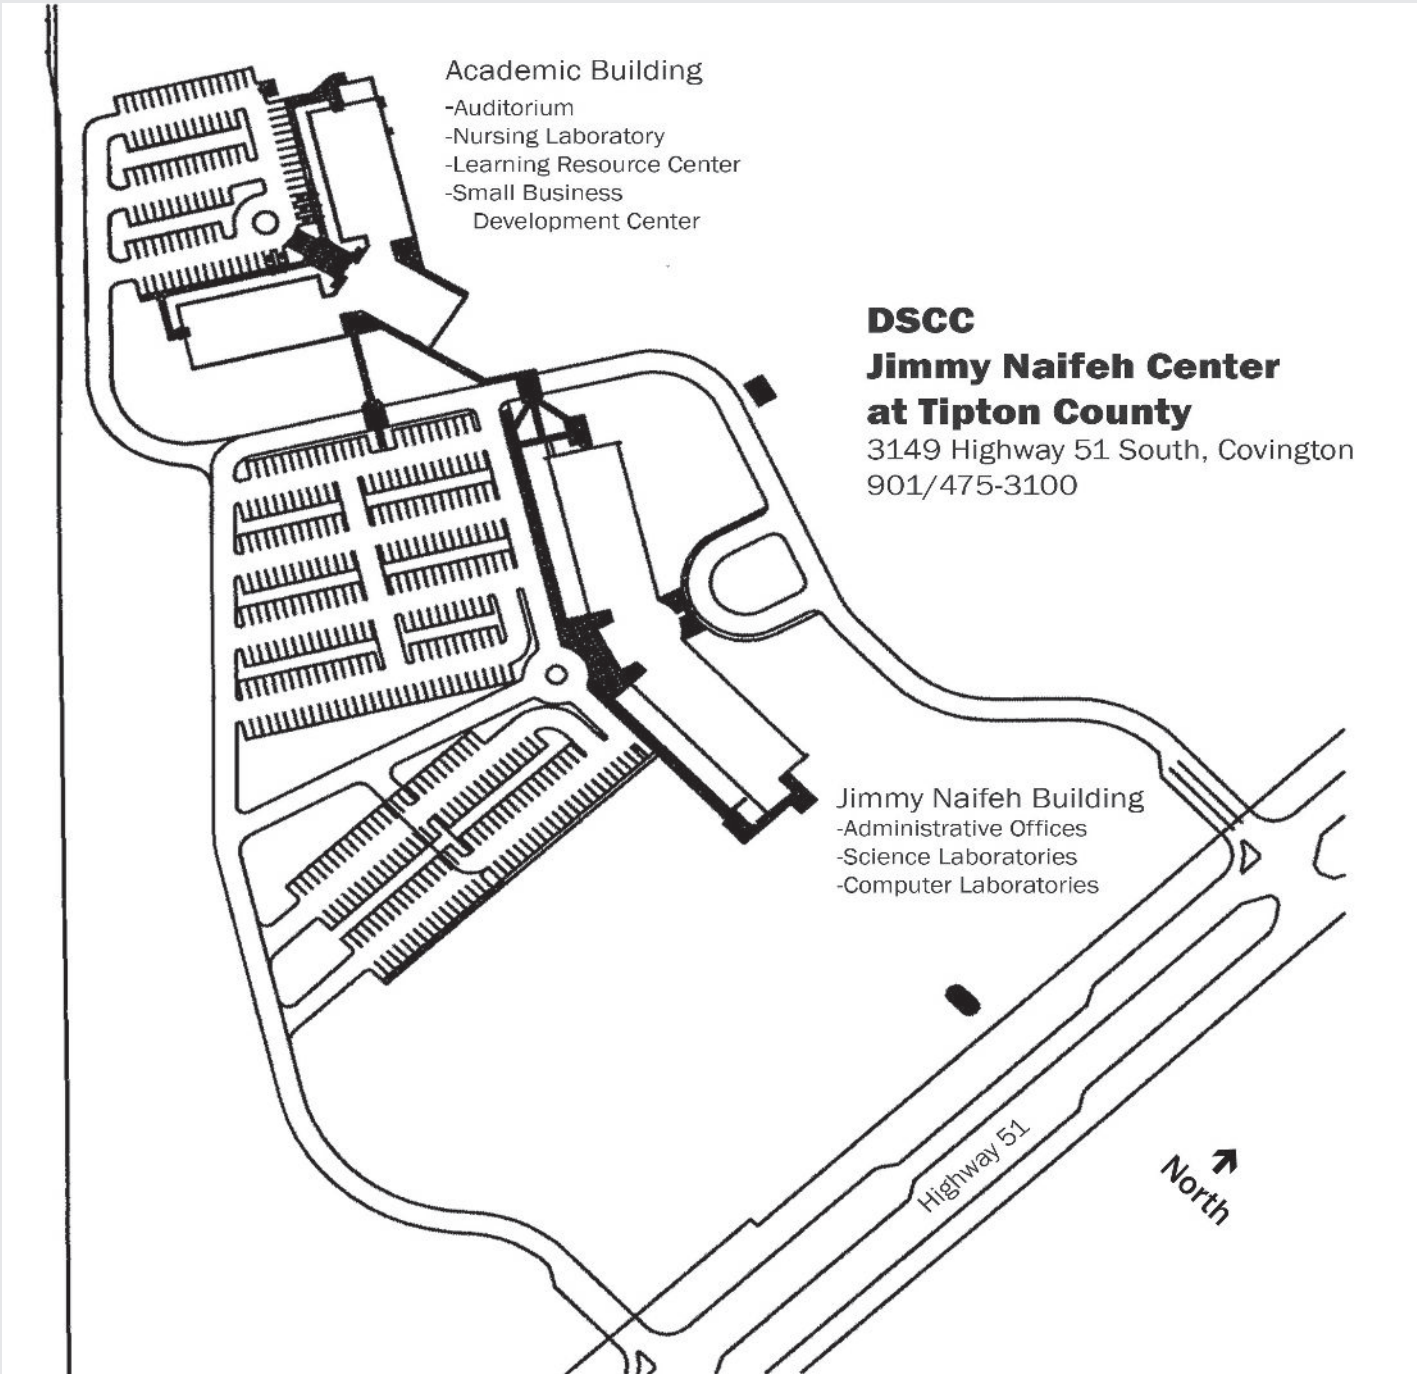 Academic Building
-Auditorium
-Nursing Laboratory
-Learning Resource Center
-Small Business
Development Center
DSCC
Jimmy Naifeh Center
at Tipton County
3149 Highway 51 South, Covington
901/475-3100
Jimmy Naifeh Building
-Administrative Offices
-Science Laboratories
-Computer Laboratories
Highway 51
North